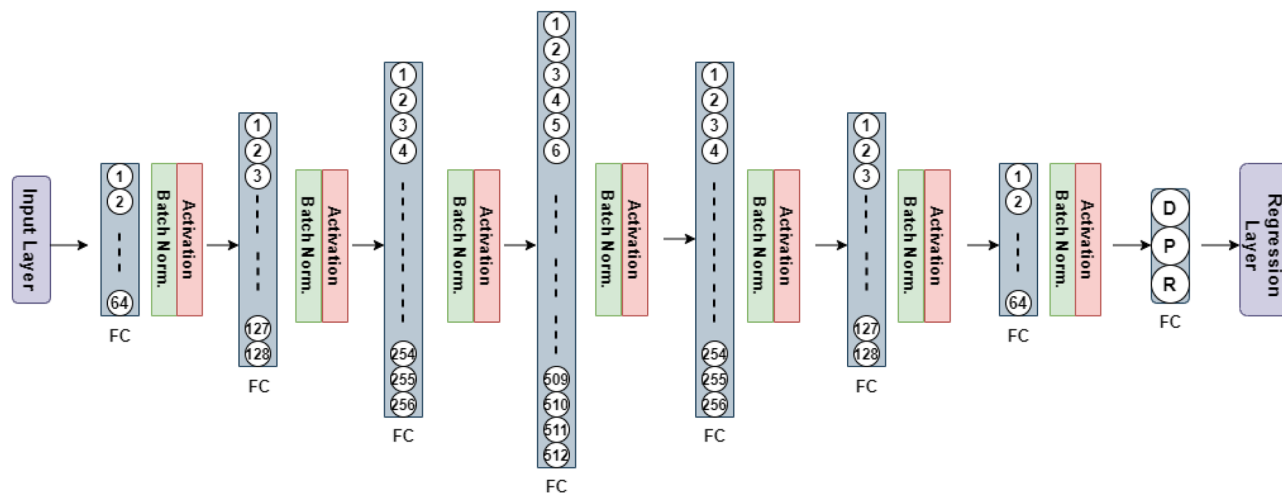 Input Layer
1
2
64
FC
Batch Norm.
Activation
1
2
3
127
128
FC
Batch Norm.
Activation
1
2
3
4
254
255
256
FC
Batch Norm.
Activation
1
2
3
4
5
6
509
510
511
512
FC
Batch Norm.
Activation
1
2
3
4
254
255
256
FC
Batch Norm.
Activation
1
2
3
127
128
FC
Batch Norm.
Activation
1
2
64
FC
Batch Norm.
Activation
D
P
R
FC
Regression
Layer